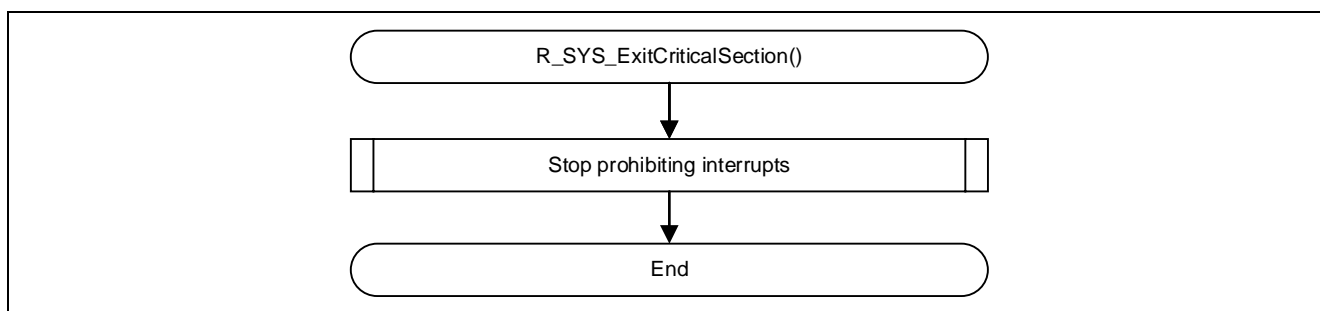 R_SYS_ExitCriticalSection()
Stop prohibiting interrupts
End